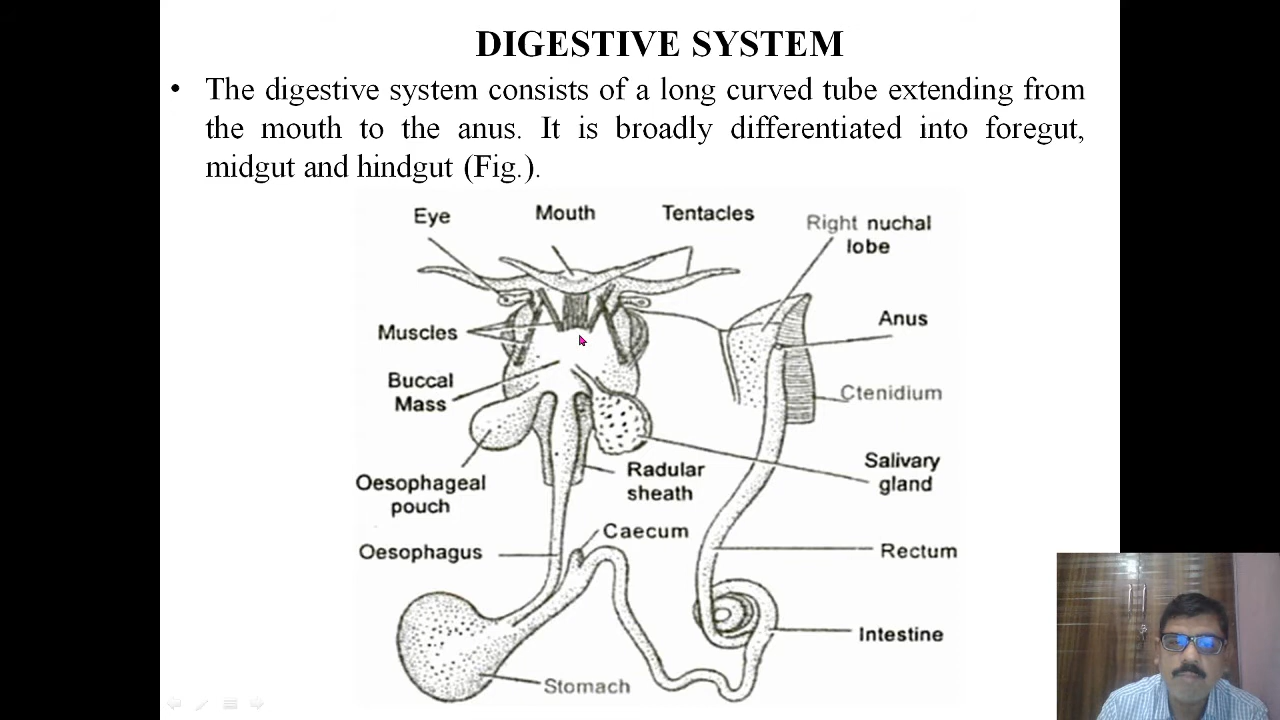 DIGESTIVE SYSTEM
• The digestive system consists of a long curved tube extending from
the mouth to the anus. It is broadly differentiated into foregut,
midgut and hindgut (Fig.).
Eye
Mouth
Tentacles
Right nuchal
lobe
Muscles
Anus
Buccal
Mass
Ctenidium
Oesophageal
pouch
Radular
sheath
Salivary
gland
Oesophagus
Caecum
Rectum
Intestine
Stomach